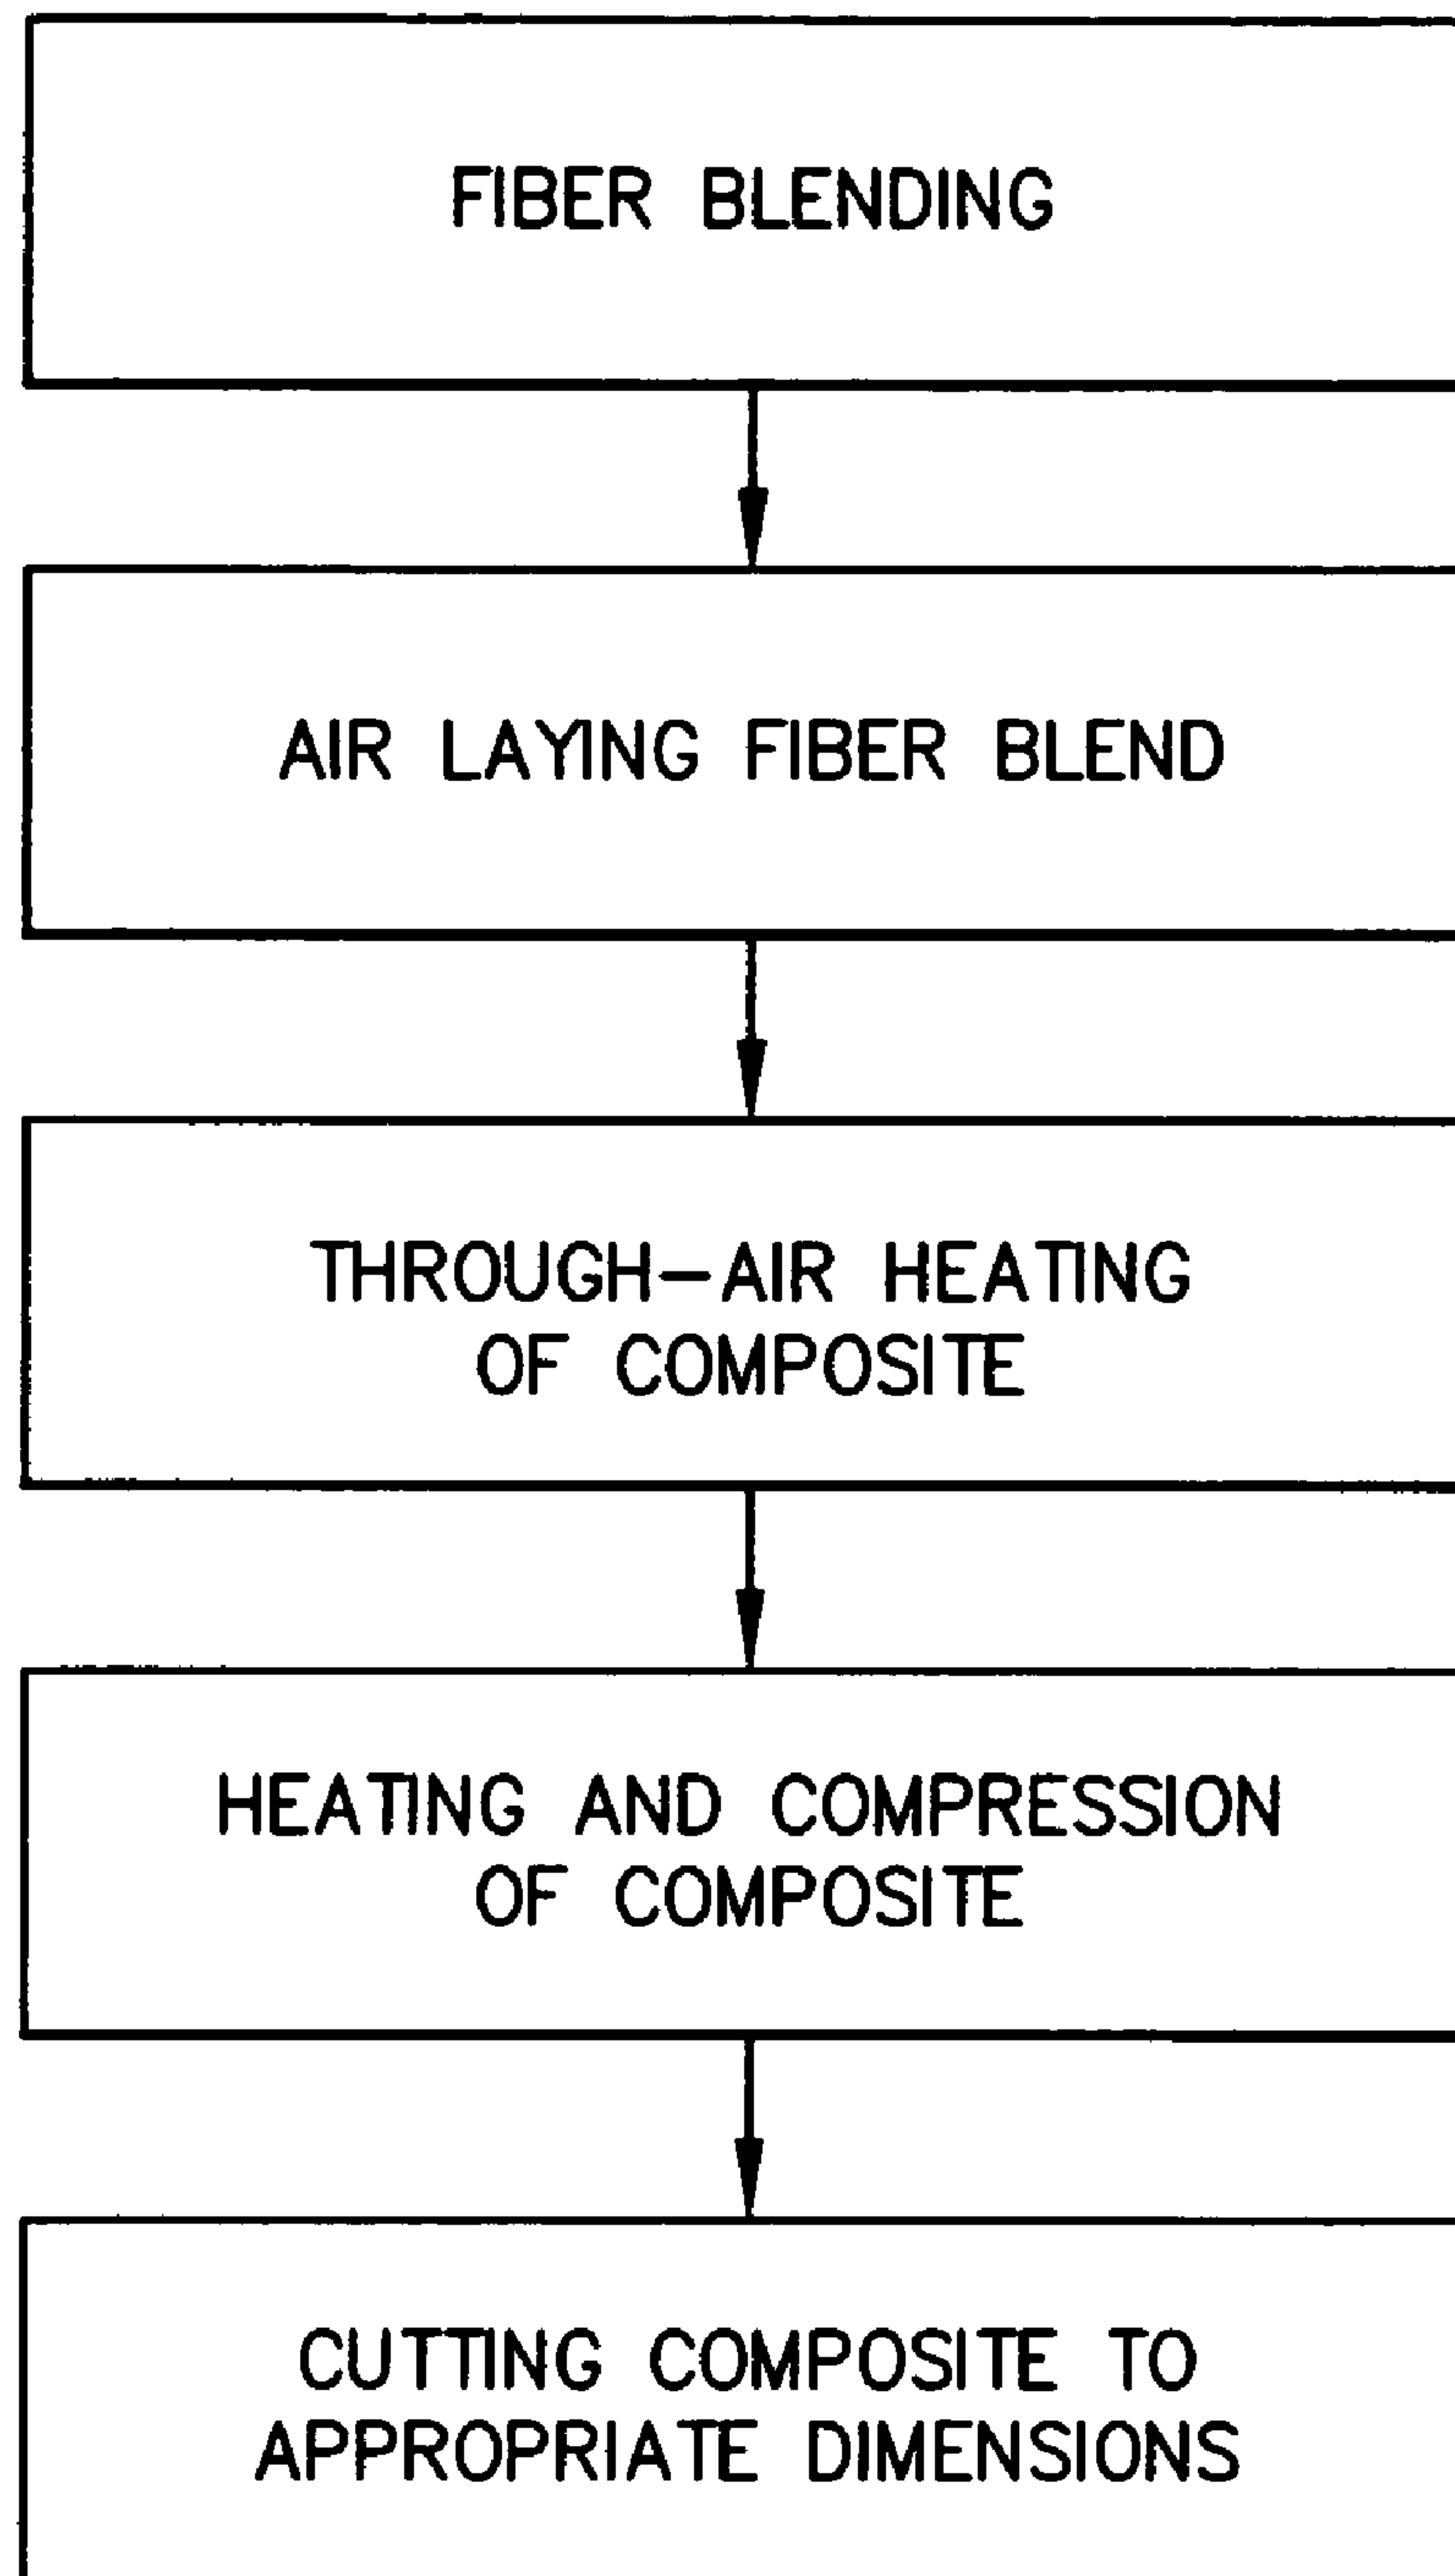 FIBER BLENDING
AIR LAYING FIBER BLEND
THROUGH-AIR HEATING
OF COMPOSITE
HEATING AND COMPRESSION
OF COMPOSITE
CUTTING COMPOSITE TO
APPROPRIATE DIMENSIONS